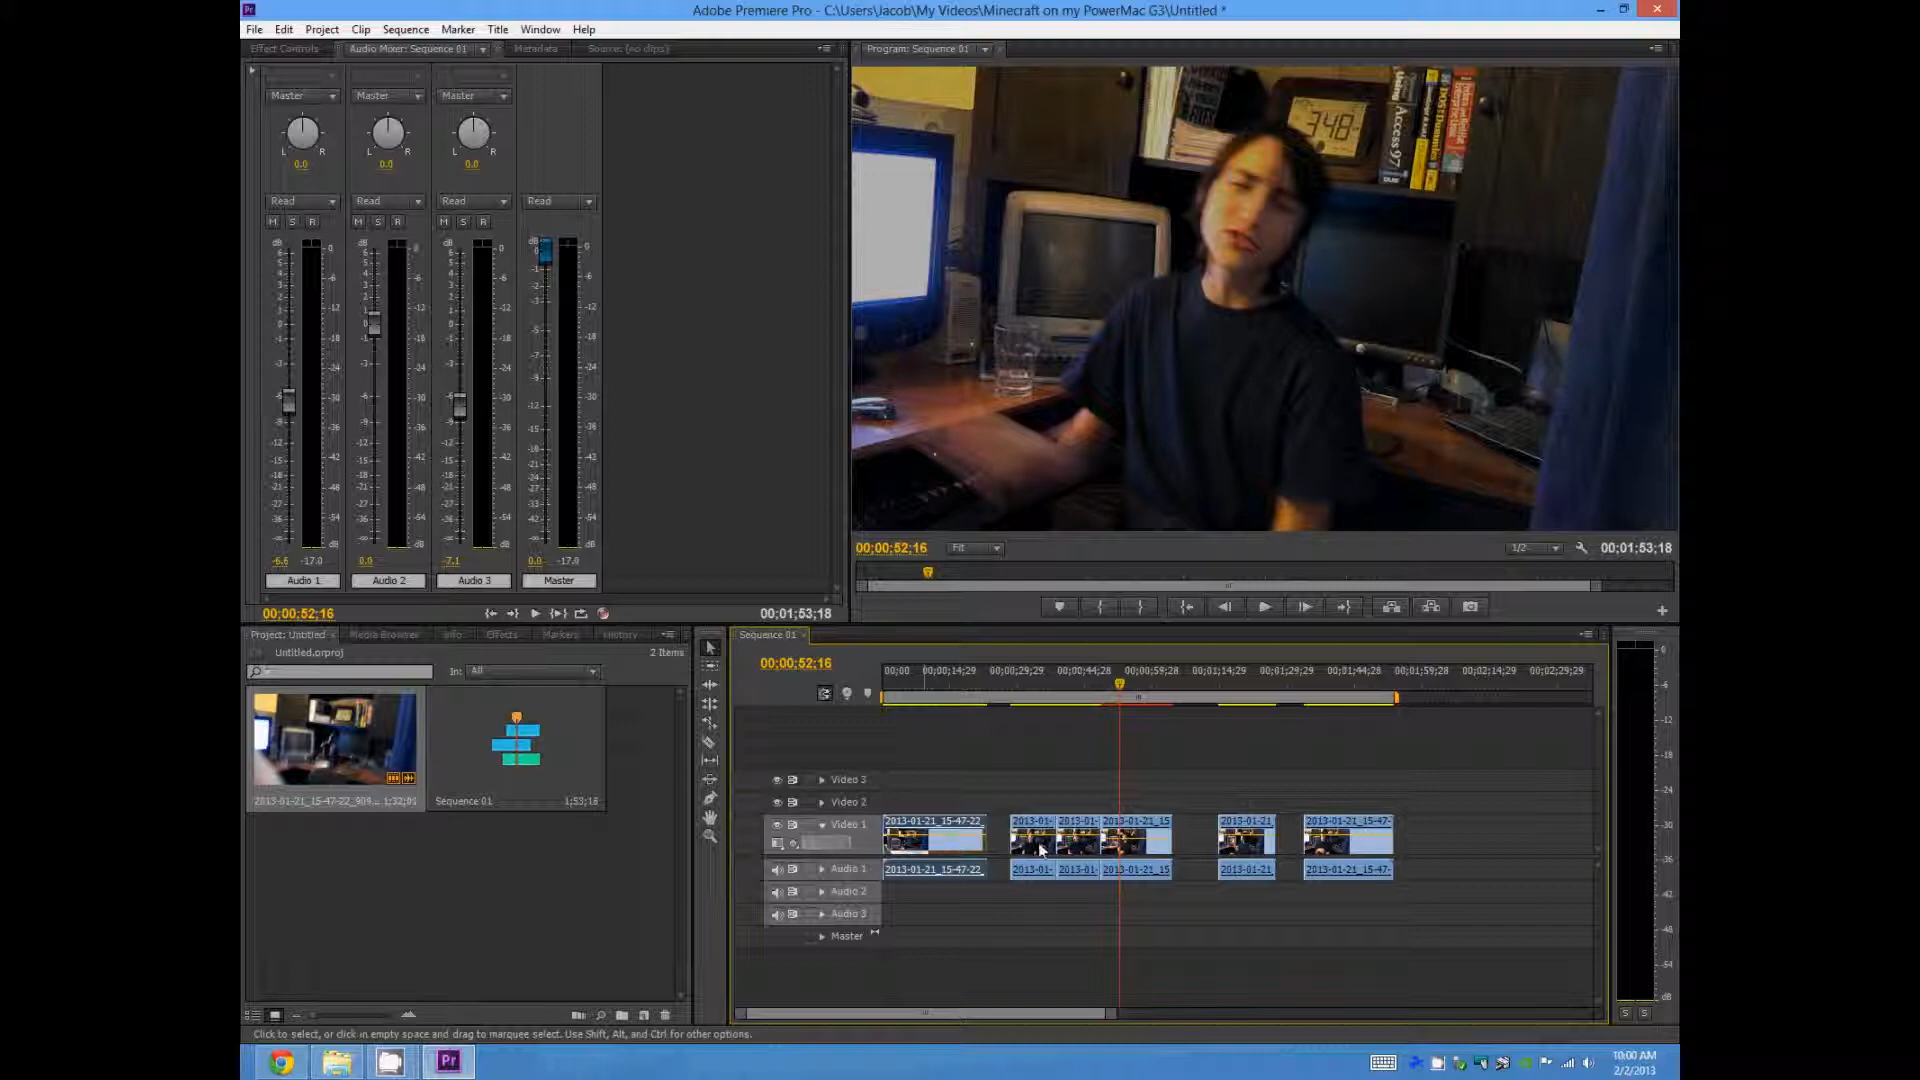 Adobe Premiere Pro - C:\Users\Jacob\My Videos\Minecraft on my PowerMac G3\Untitled *
File Edit Project Clip Sequence Marker Title Window Help
Effect Controls Audio Mixer: Sequence 01 Metadata Source: (no clips)
Program: Sequence 01
Master Master Master
L R L R L R
0.0 0.0 0.0
Read Read Read Read
M S R M S R M S R
348
Using Access 97
QUE
-6.6 -17.0 0.0 -7.1 0.0 -17.0
Audio 1 Audio 2 Audio 3 Master
00;00;52;16 00;01;53;18
00;00;52;16 Fit 1/2 00;01;53;18
Project: Untitled Media Browser Info Effects Markers History
Untitled.prproj 2 Items
In: All
2013-01-21_15-47-22_909... 1;32;01
Sequence 01 1;53;18
Sequence 01
00;00;52;16
00;00 00;00;14;29 00;00;29;29 00;00;44;28 00;00;59;28 00;01;14;29 00;01;29;29 00;01;44;28 00;01;59;28 00;02;14;29 00;02;29;29
Video 3
Video 2
Video 1
2013-01-21_15-47-22_ 2013-01- 2013-01- 2013-01-21_15 2013-01-21_ 2013-01-21_15-47-
Audio 1
2013-01-21_15-47-22_ 2013-01- 2013-01- 2013-01-21_15 2013-01-21_ 2013-01-21_15-47-
Audio 2
Audio 3
Master
S S
Click to select, or click in empty space and drag to marquee select. Use Shift, Alt, and Ctrl for other options.
Pr
10:00 AM
2/2/2013